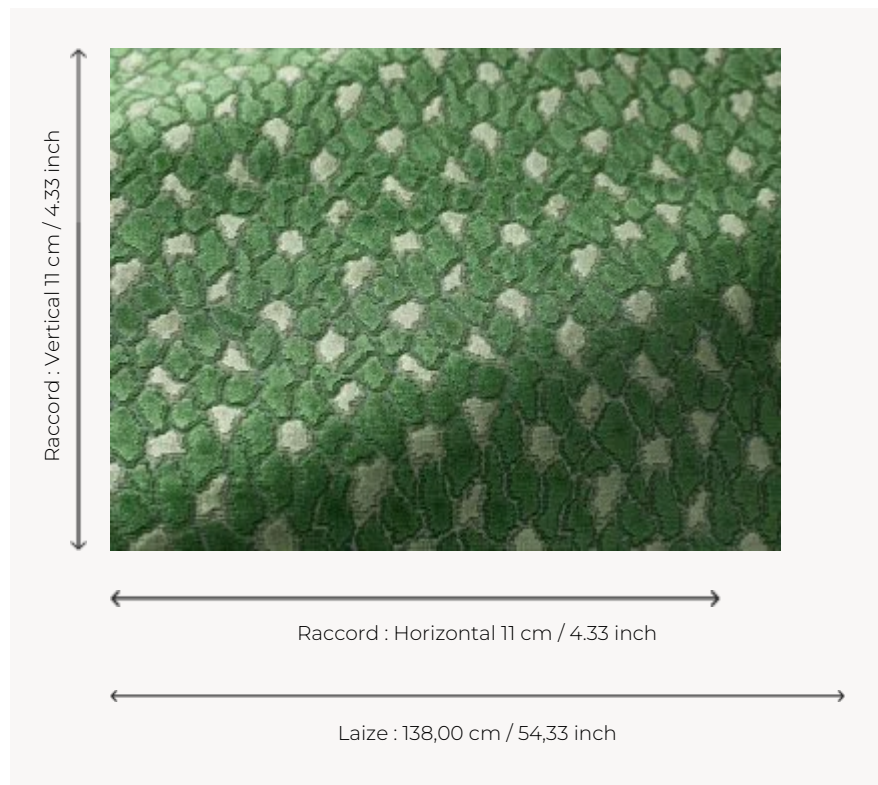 Raccord : Vertical 11 cm / 4.33 inch
Raccord : Horizontal 11 cm / 4.33 inch
Laize : 138,00 cm / 54,33 inch